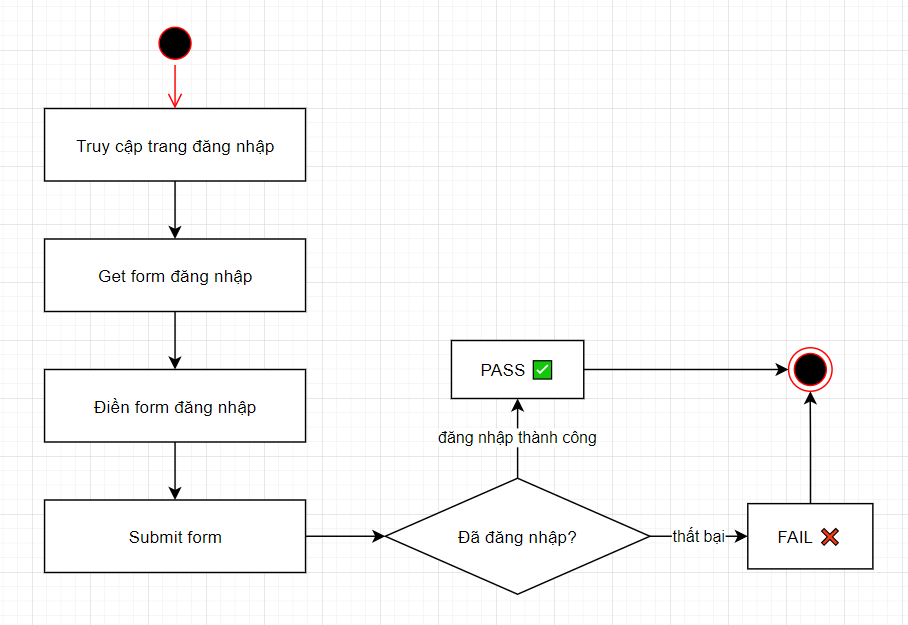 Truy cập trang đăng nhập
Get form đăng nhập
Điền form đăng nhập
Submit form
Đã đăng nhập?
đăng nhập thành công
PASS ✅
thất bại
FAIL ❌